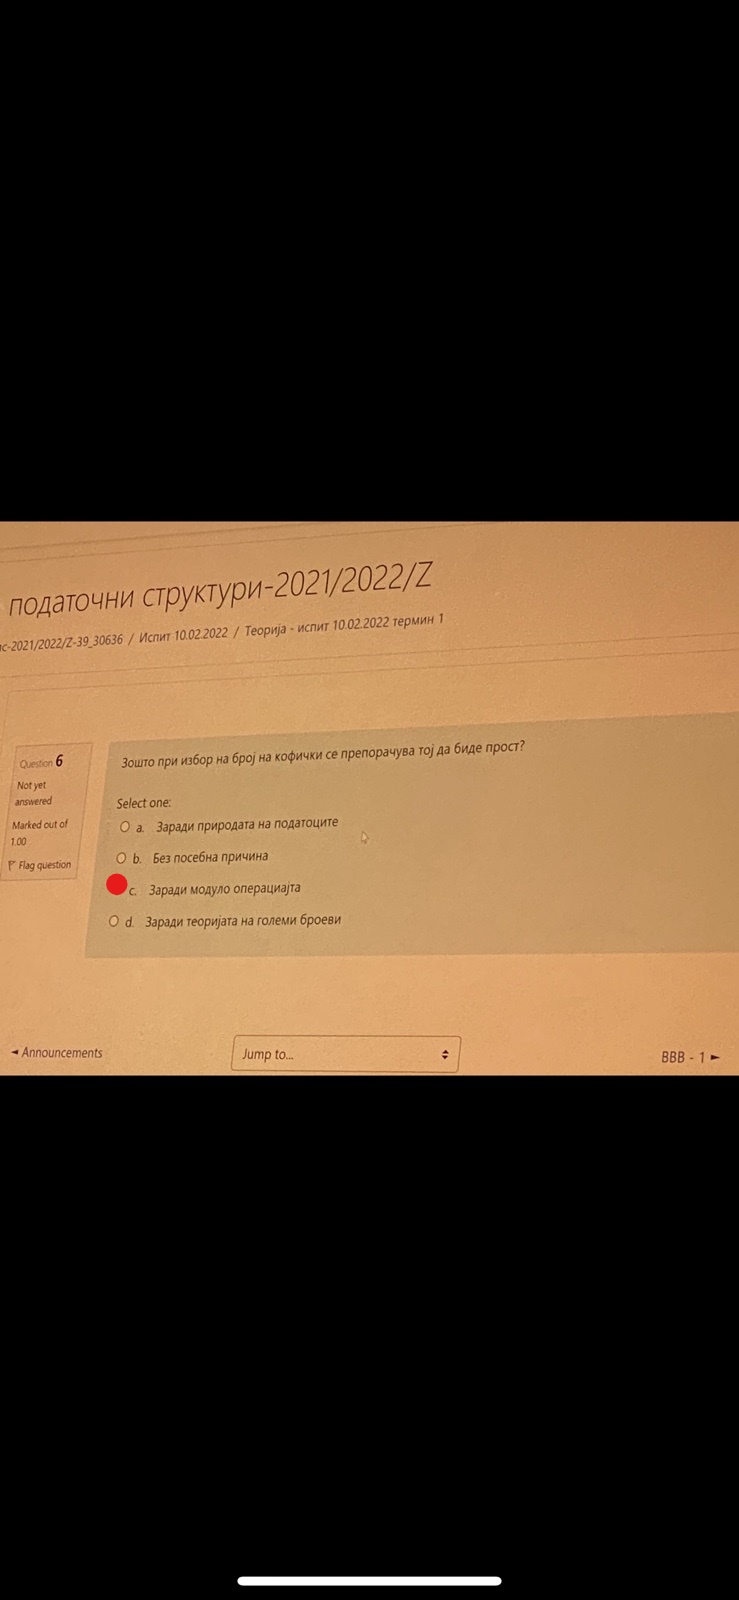 податочни структури-2021/2022/Z
с-2021/2022/Z-39_30636 / Испит 10.02.2022 / Теорија - испит 10.02.2022 термин 1
Question 6
Not yet
answered
Marked out of
1.00
Flag question
Зошто при избор на број на кофички се препорачува тој да биде прост?
Select one:
a. Заради природата на податоците
b. Без посебна причина
c. Заради модуло операциајта
d. Заради теоријата на големи броеви
◄ Announcements
Jump to...
BBB - 1 ►